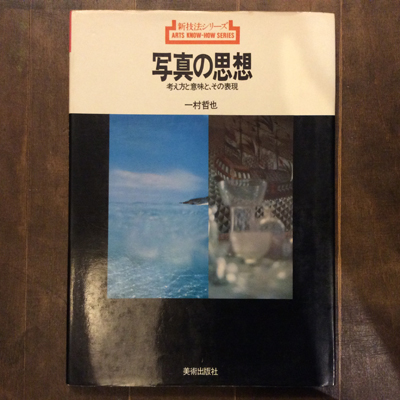 新技法シリーズ
ARTS KNOW-HOW SERIES
写真の思想
考え方と意味と、その表現
一村哲也
美術出版社